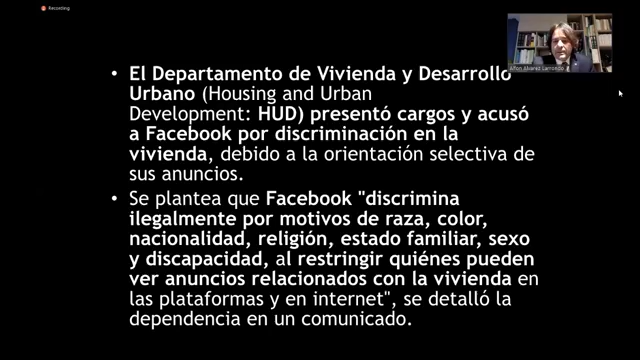 Recording
Alfon Alvarez Larrondo
• El Departamento de Vivienda y Desarrollo
Urbano (Housing and Urban
Development: HUD) presentó cargos y acusó
a Facebook por discriminación en la
vivienda, debido a la orientación selectiva de
sus anuncios.
• Se plantea que Facebook "discrimina
ilegalmente por motivos de raza, color,
nacionalidad, religión, estado familiar, sexo
y discapacidad, al restringir quiénes pueden
ver anuncios relacionados con la vivienda en
las plataformas y en internet", se detalló la
dependencia en un comunicado.